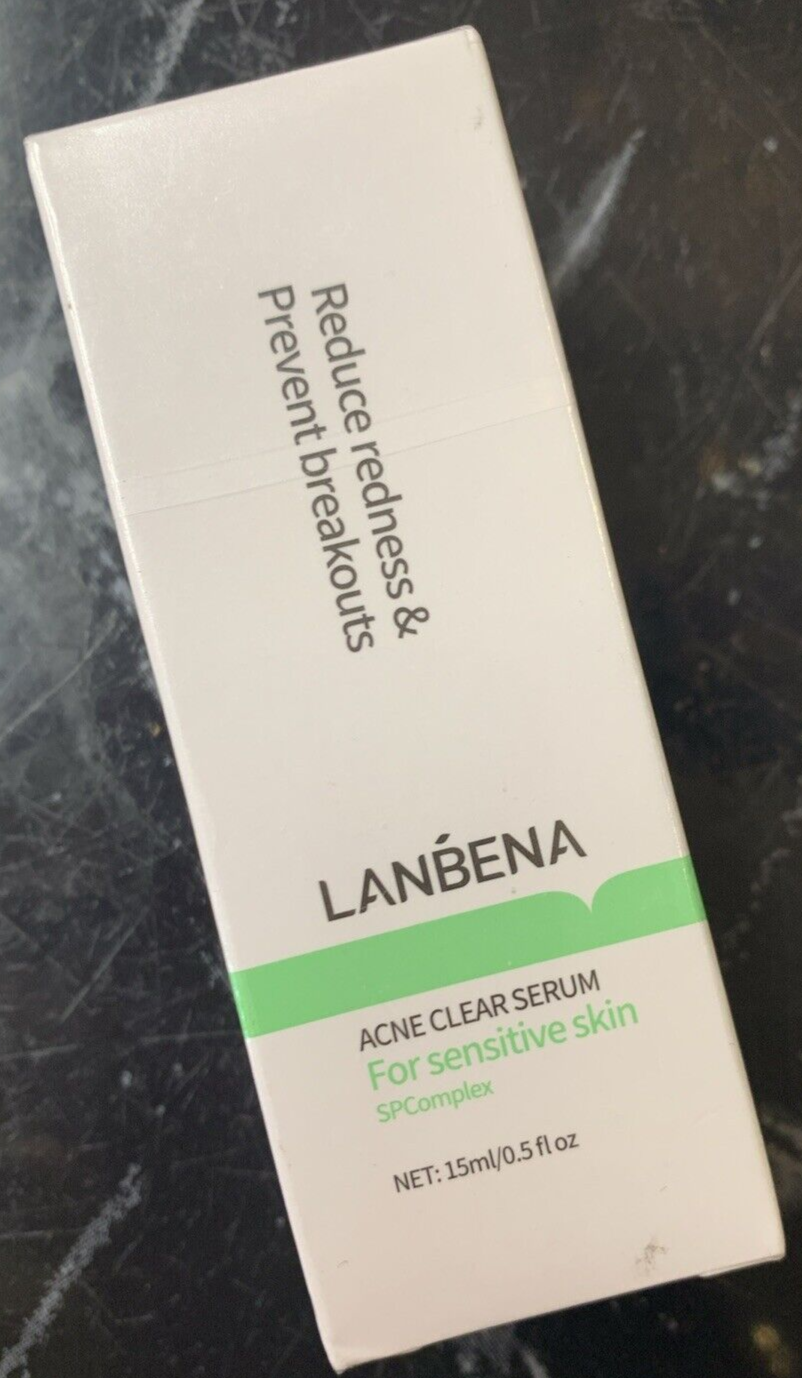 Reduce redness &
Prevent breakouts
LANBENA
ACNE CLEAR SERUM
For sensitive skin
SPComplex
NET: 15ml/0.5 fl oz